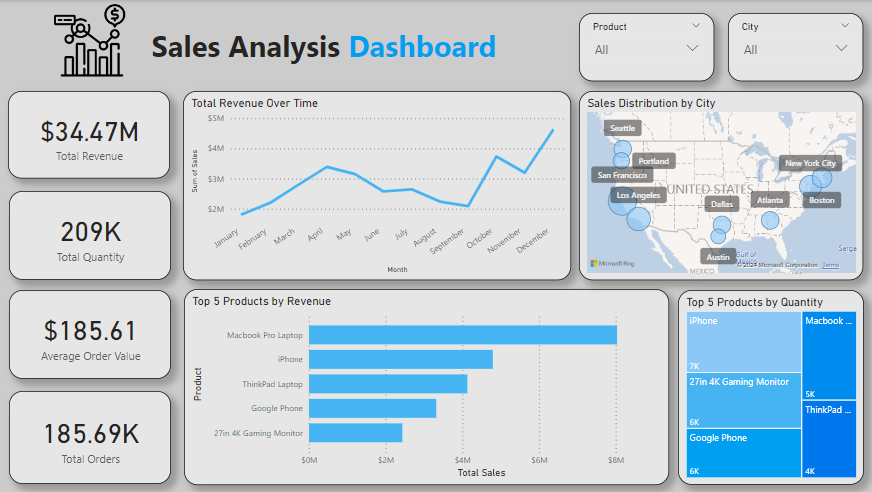 Sales Analysis Dashboard
Product
All
City
All
$34.47M
Total Revenue
209K
Total Quantity
$185.61
Average Order Value
185.69K
Total Orders
Total Revenue Over Time
Sum of Sales
$5M
$4M
$3M
$2M
January
February
March
April
May
June
July
August
September
October
November
December
Month
Sales Distribution by City
Seattle
Portland
San Francisco
Los Angeles
UNITED STATES
New York City
Dallas
Atlanta
Boston
Austin
Gulf of
MEXICO
Sarga
Microsoft Bing
© 2024 Microsoft Corporation Terms
Top 5 Products by Revenue
Product
Macbook Pro Laptop
iPhone
ThinkPad Laptop
Google Phone
27in 4K Gaming Monitor
$0M
$2M
$4M
$6M
$8M
Total Sales
Top 5 Products by Quantity
iPhone
7K
27in 4K Gaming Monitor
6K
Google Phone
6K
Macbook ...
5K
ThinkPad ...
4K